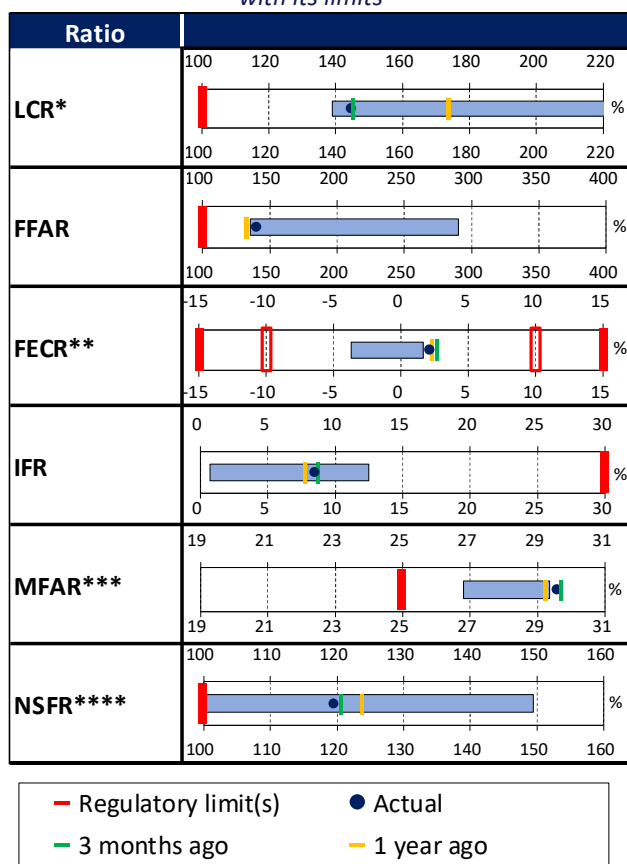 with its limits
Ratio
100 120 140 160 180 200 220
LCR* %
100 120 140 160 180 200 220
100 150 200 250 300 350 400
FFAR %
100 150 200 250 300 350 400
-15 -10 -5 0 5 10 15
FECR** %
-15 -10 -5 0 5 10 15
0 5 10 15 20 25 30
IFR %
0 5 10 15 20 25 30
19 21 23 25 27 29 31
MFAR*** %
19 21 23 25 27 29 31
100 110 120 130 140 150 160
NSFR**** %
100 110 120 130 140 150 160
Regulatory limit(s) Actual
3 months ago 1 year ago